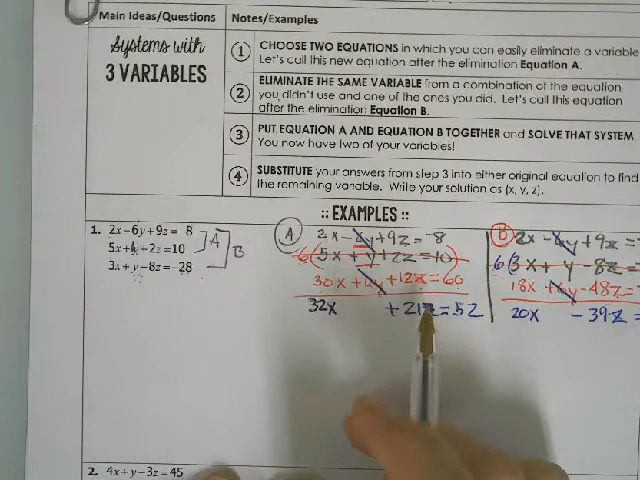 Main Ideas/Questions
Notes/Examples
Systems with
3 VARIABLES
1 CHOOSE TWO EQUATIONS in which you can easily eliminate a variable
Let's call this new equation after the elimination Equation A.
2 ELIMINATE THE SAME VARIABLE from a combination of the equation
you didn't use and one of the ones you did. Let's call this equation
after the elimination Equation B.
3 PUT EQUATION A AND EQUATION B TOGETHER and SOLVE THAT SYSTEM.
You now have two of your variables!
4 SUBSTITUTE your answers from step 3 into either original equation to find
the remaining variable. Write your solution as (x, y, z).
:: EXAMPLES ::
1. 2x-6y+9z= 8
5x+y+2z=10
3x+y-8z=-28
A
B
A
2x-6y+9z=-8
6(5x+y+2z=10)
30x+6y+12z=60
32x +21z=52
B
2x-6y+9z=
6(3x+y-8z=
18x+6y-48z=
20x -39z=
2. 4x+y-3z=45